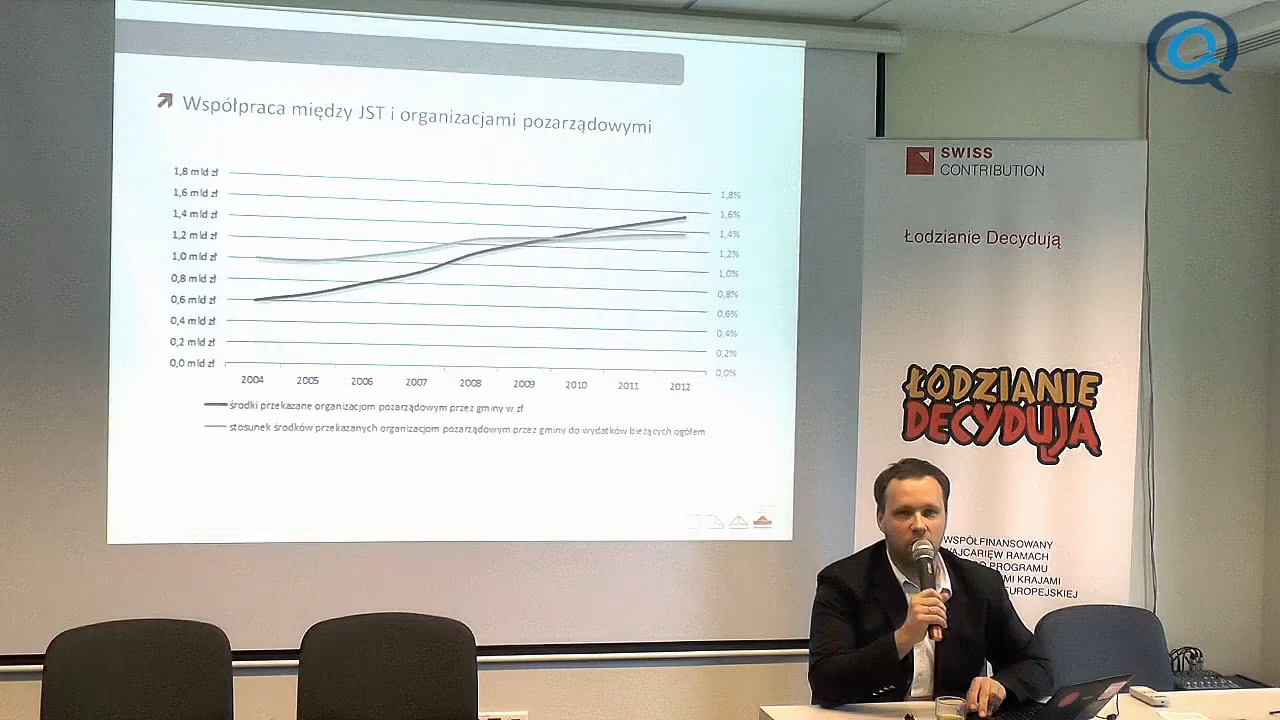 Współpraca między JST i organizacjami pozarządowymi
1,8 mld zł
1,6 mld zł
1,4 mld zł
1,2 mld zł
1,0 mld zł
0,8 mld zł
0,6 mld zł
0,4 mld zł
0,2 mld zł
0,0 mld zł
1,8%
1,6%
1,4%
1,2%
1,0%
0,8%
0,6%
0,4%
0,2%
0,0%
2004 2005 2006 2007 2008 2009 2010 2011 2012
środki przekazane organizacjom pozarządowym przez gminy w zł
stosunek środków przekazanych organizacjom pozarządowym przez gminy do wydatków bieżących ogółem
SWISS
CONTRIBUTION
Łodzianie Decydują
ŁODZIANIE
DECYDUJĄ
WSPÓŁFINANSOWANY
W RAMACH
PROGRAMU
KRAJAMI
EUROPEJSKIEJ